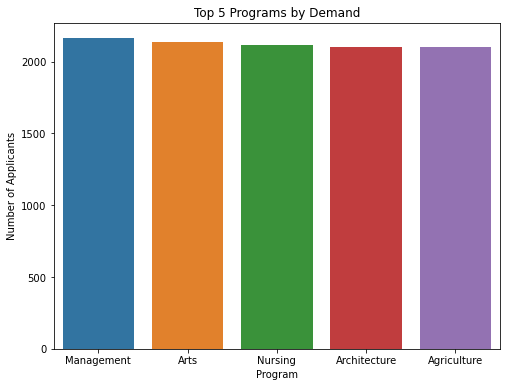 Top 5 Programs by Demand
Number of Applicants
2000
1500
1000
500
0
Management Arts Nursing Architecture Agriculture
Program